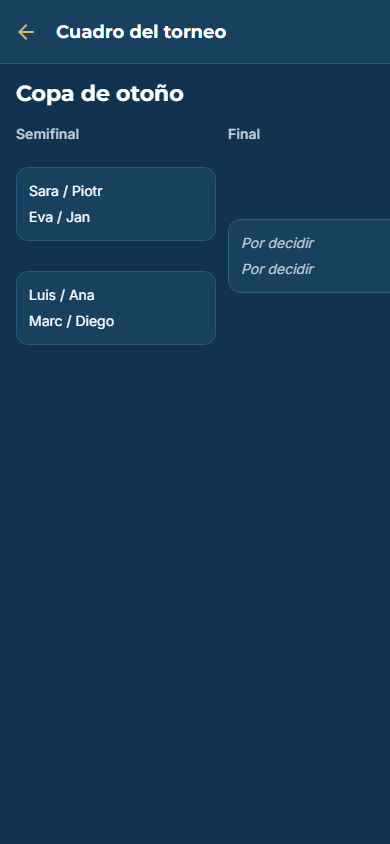 Cuadro del torneo
Copa de otoño
Semifinal
Sara / Piotr
Eva / Jan
Luis / Ana
Marc / Diego
Final
Por decidir
Por decidir